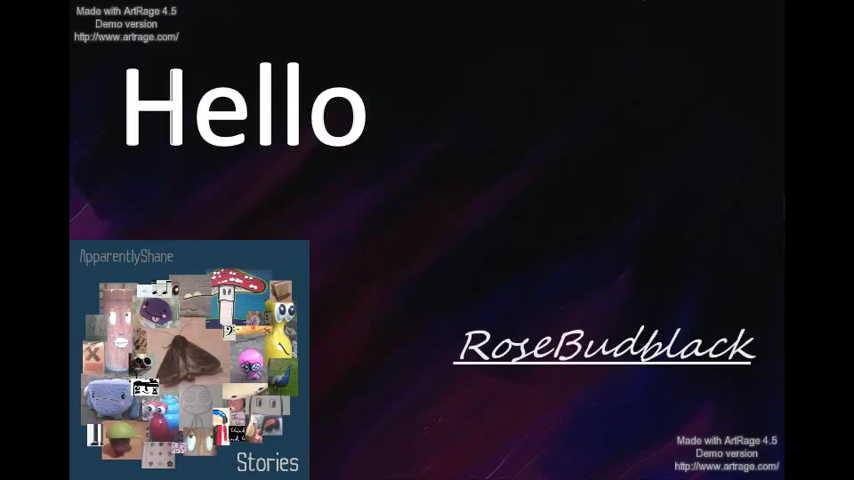 Made with ArtRage 4.5
Demo version
http://www.artrage.com/
Hello
ApparentlyShane
RoseBudblack
Stories
Made with ArtRage 4.5
Demo version
http://www.artrage.com/